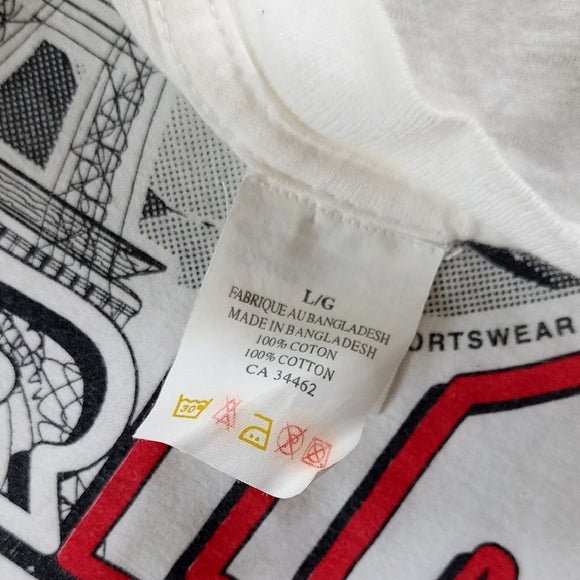 L/G
FABRIQUE AU BANGLADESH
MADE IN BANGLADESH
100% COTON
100% COTTON
CA 34462
30°
ORTSWEAR